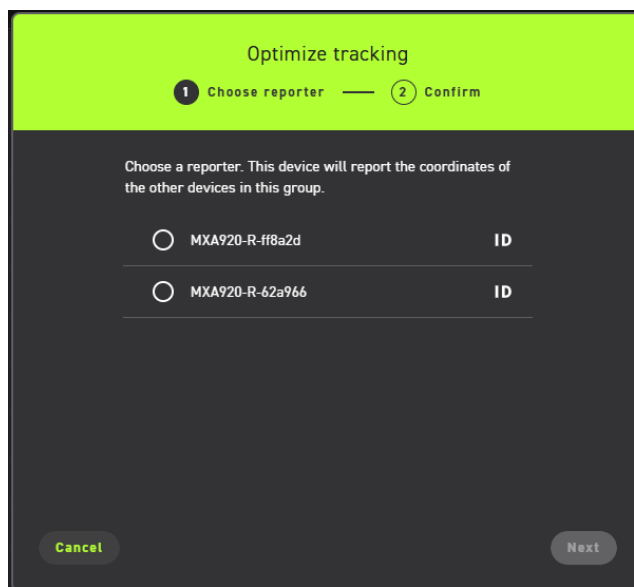 Optimize tracking
1 Choose reporter 2 Confirm
Choose a reporter. This device will report the coordinates of
the other devices in this group.
MXA920-R-ff8a2d ID
MXA920-R-62a966 ID
Cancel Next